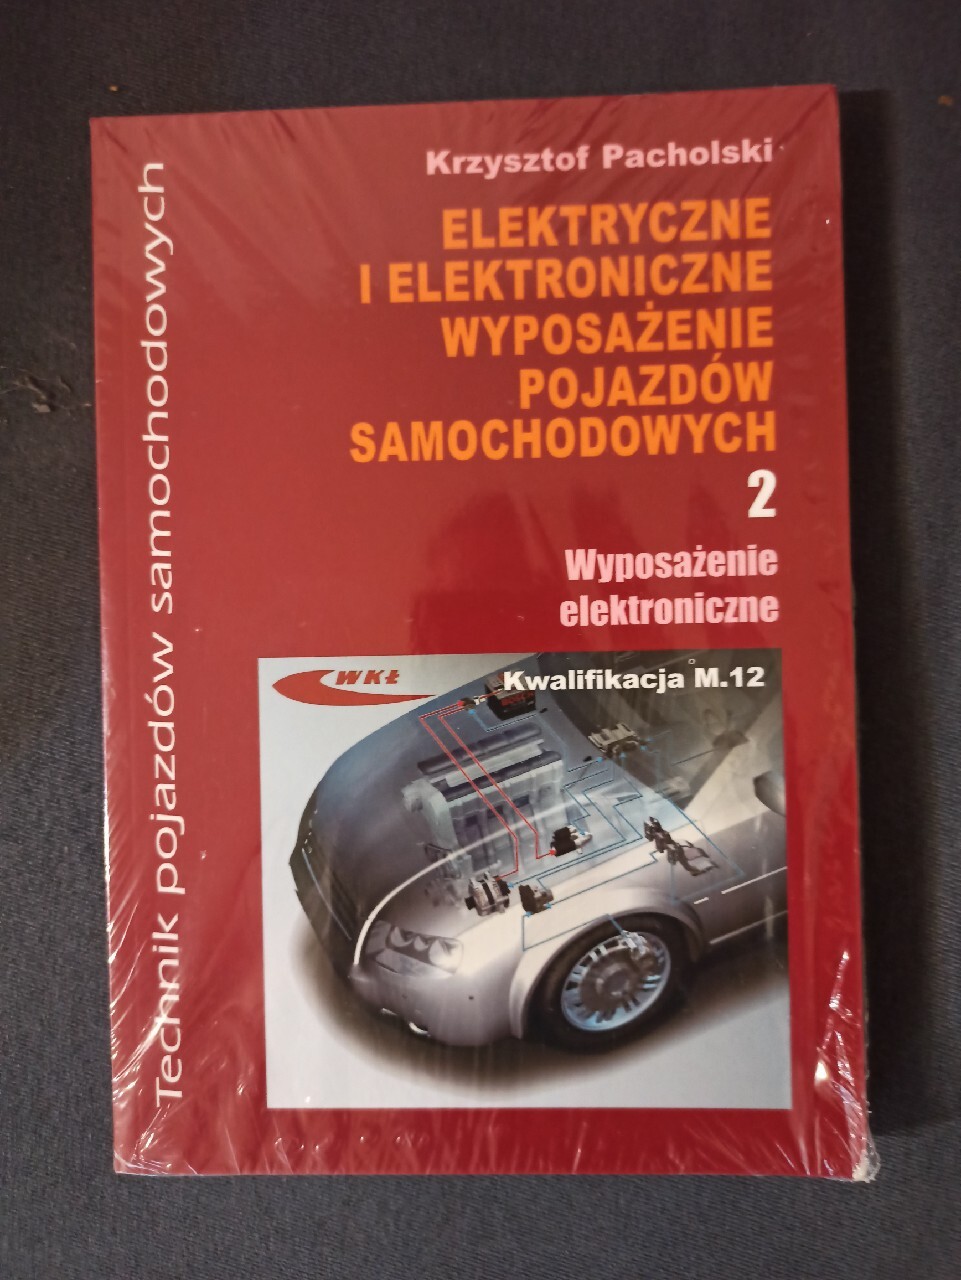 Krzysztof Pacholski
ELEKTRYCZNE
I ELEKTRONICZNE
WYPOSAŻENIE
POJAZDÓW
SAMOCHODOWYCH
2
Wyposażenie
elektroniczne
WKŁ
Kwalifikacja M.12
Technik pojazdów samochodowych